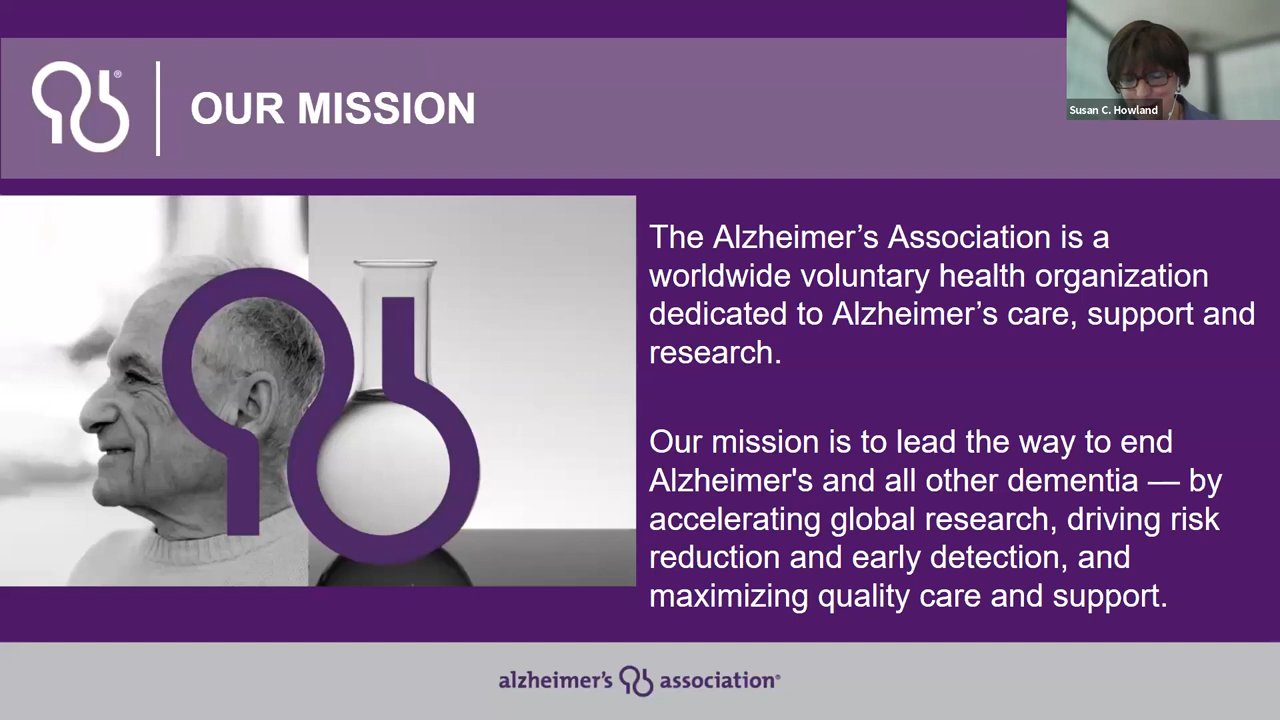 OUR MISSION
Susan C. Howland
The Alzheimer’s Association is a
worldwide voluntary health organization
dedicated to Alzheimer’s care, support and
research.
Our mission is to lead the way to end
Alzheimer's and all other dementia — by
accelerating global research, driving risk
reduction and early detection, and
maximizing quality care and support.
alzheimer's association®